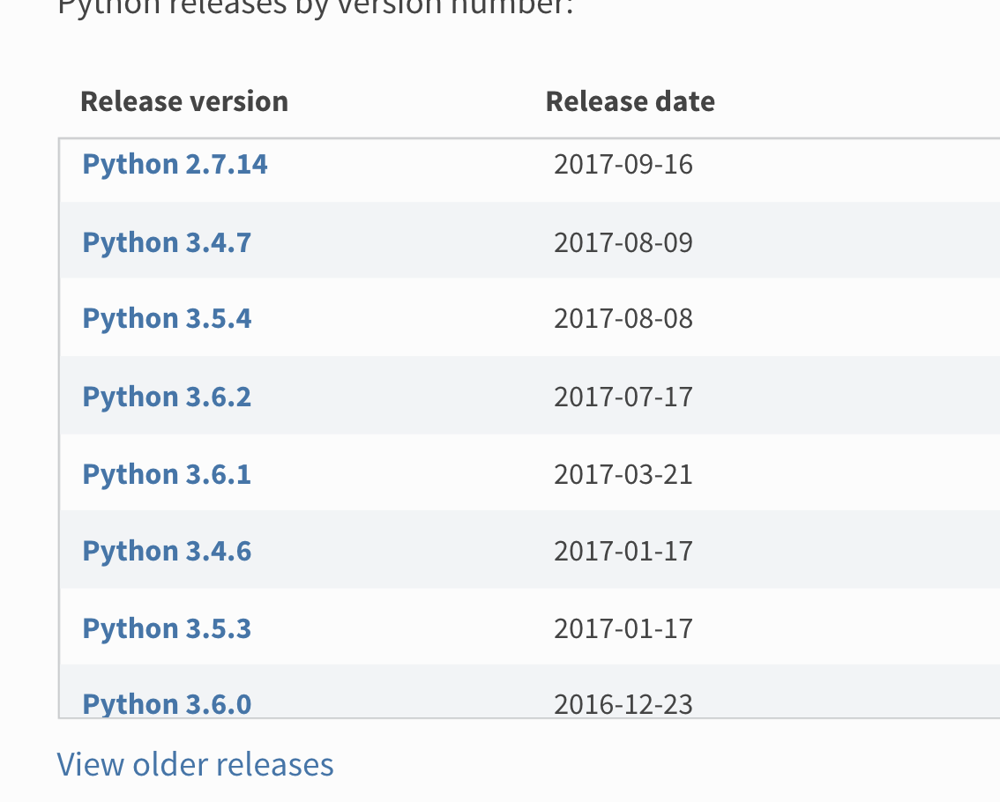 Python releases by version number:
Release version Release date
Python 2.7.14 2017-09-16
Python 3.4.7 2017-08-09
Python 3.5.4 2017-08-08
Python 3.6.2 2017-07-17
Python 3.6.1 2017-03-21
Python 3.4.6 2017-01-17
Python 3.5.3 2017-01-17
Python 3.6.0 2016-12-23
View older releases